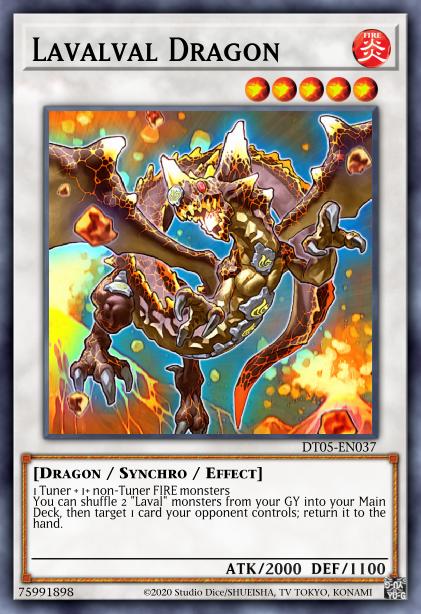 LAVALVAL DRAGON
FIRE
炎
DT05-EN037
[DRAGON / SYNCHRO / EFFECT]
1 Tuner + 1+ non-Tuner FIRE monsters
You can shuffle 2 "Laval" monsters from your GY into your Main
Deck, then target 1 card your opponent controls; return it to
the hand.
ATK/2000 DEF/1100
75991898
©2020 Studio Dice/SHUEISHA, TV TOKYO, KONAMI